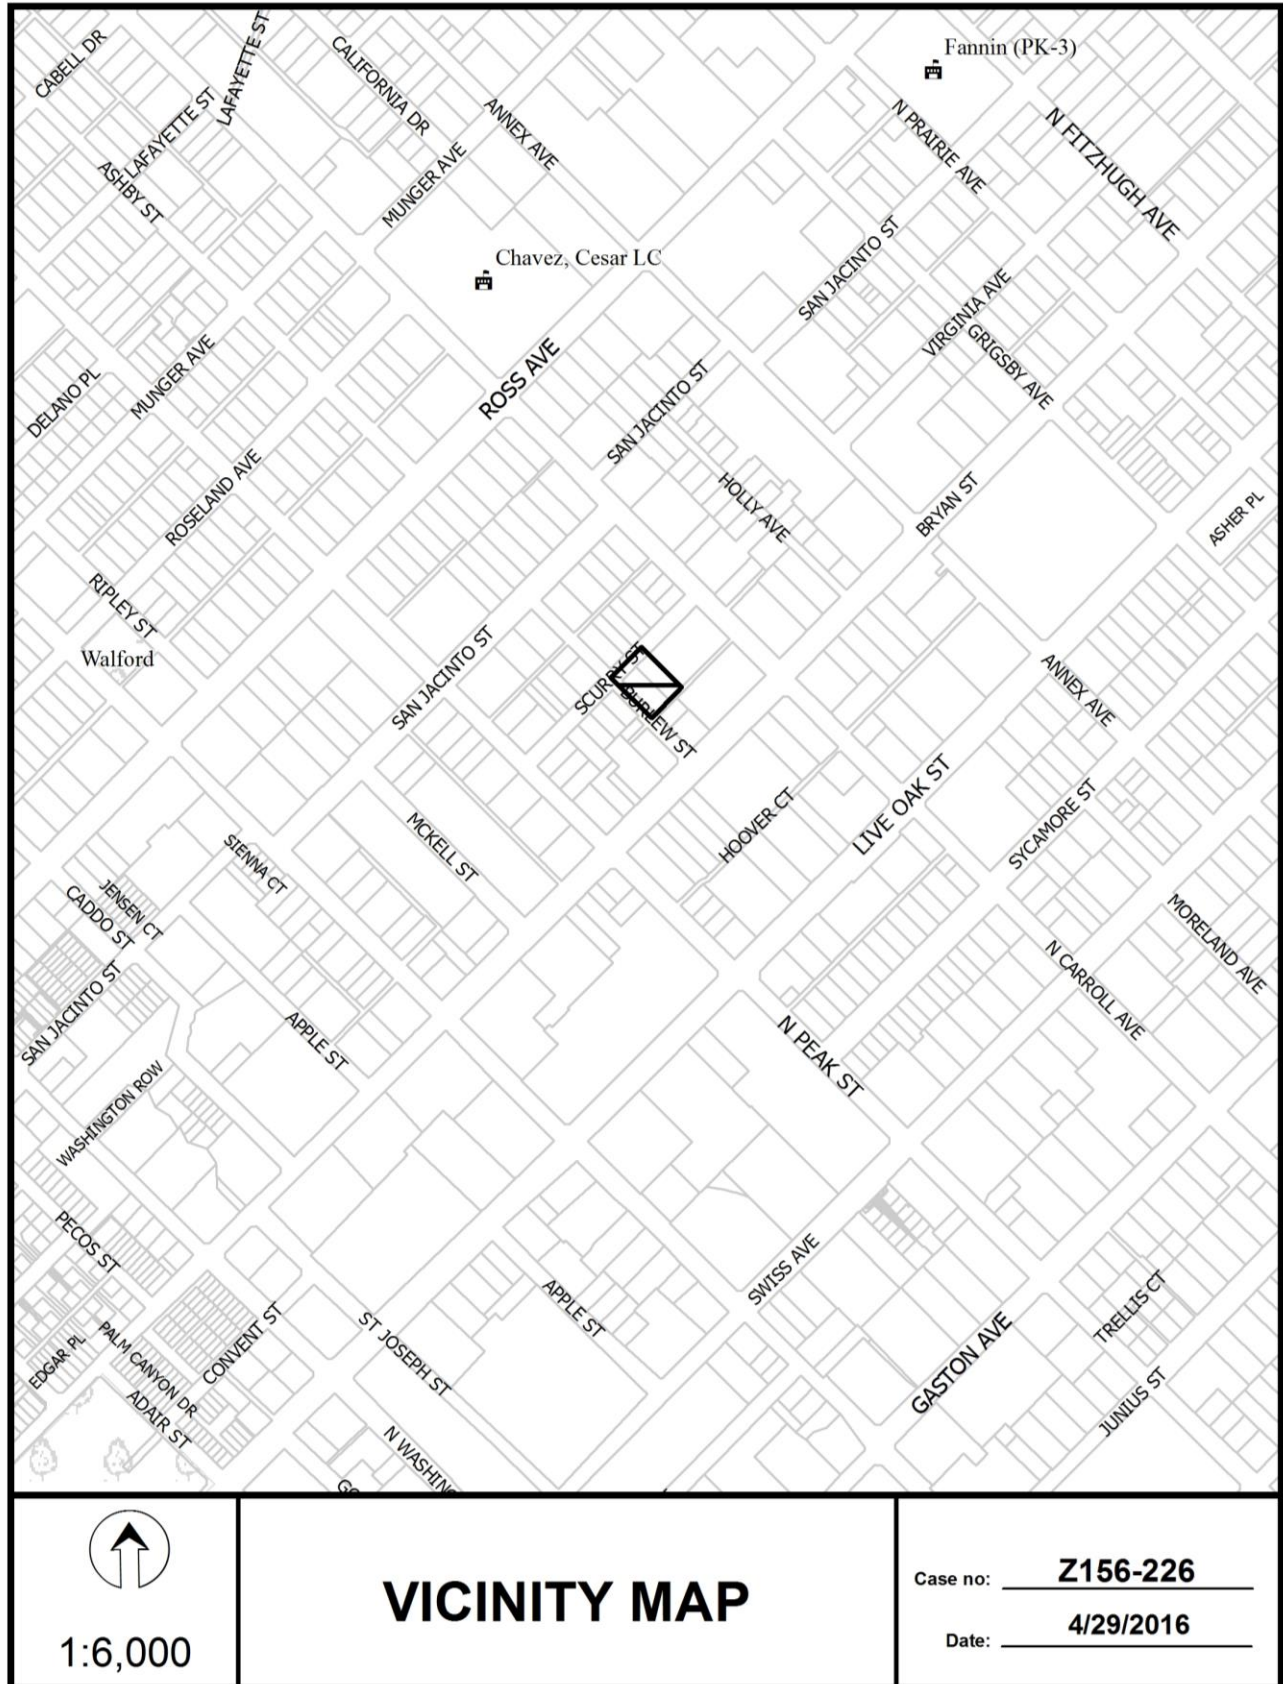 Fannin (PK-3)
CABELL DR
LAFAYETTE ST
CALIFORNIA DR
LAFAYETTE ST
ANNEX AVE
N PRAIRIE AVE
N FITZHUGH AVE
ASHBY ST
MUNGER AVE
Chavez, Cesar LC
SAN JACINTO ST
VIRGINIA AVE
GRIGSBY AVE
DELANO PL
MUNGER AVE
ROSS AVE
SAN JACINTO ST
ROSELAND AVE
HOLLY AVE
BRYAN ST
ASHER PL
RIPLEY ST
Walford
SAN JACINTO ST
SCURRY ST
BURLEW ST
ANNEX AVE
MCKELL ST
HOOVER CT
LIVE OAK ST
SYCAMORE ST
SIENNA CT
JENSEN CT
CADDO ST
MORELAND AVE
SAN JACINTO ST
N CARROLL AVE
APPLE ST
N PEAK ST
WASHINGTON ROW
PECOS ST
SWISS AVE
APPLE ST
TRELLIS CT
EDGAR PL
PALM CANYON DR
CONVENT ST
ST JOSEPH ST
GASTON AVE
ADAIR ST
JUNIUS ST
N WASHIN
1:6,000
VICINITY MAP
Case no: Z156-226
Date: 4/29/2016